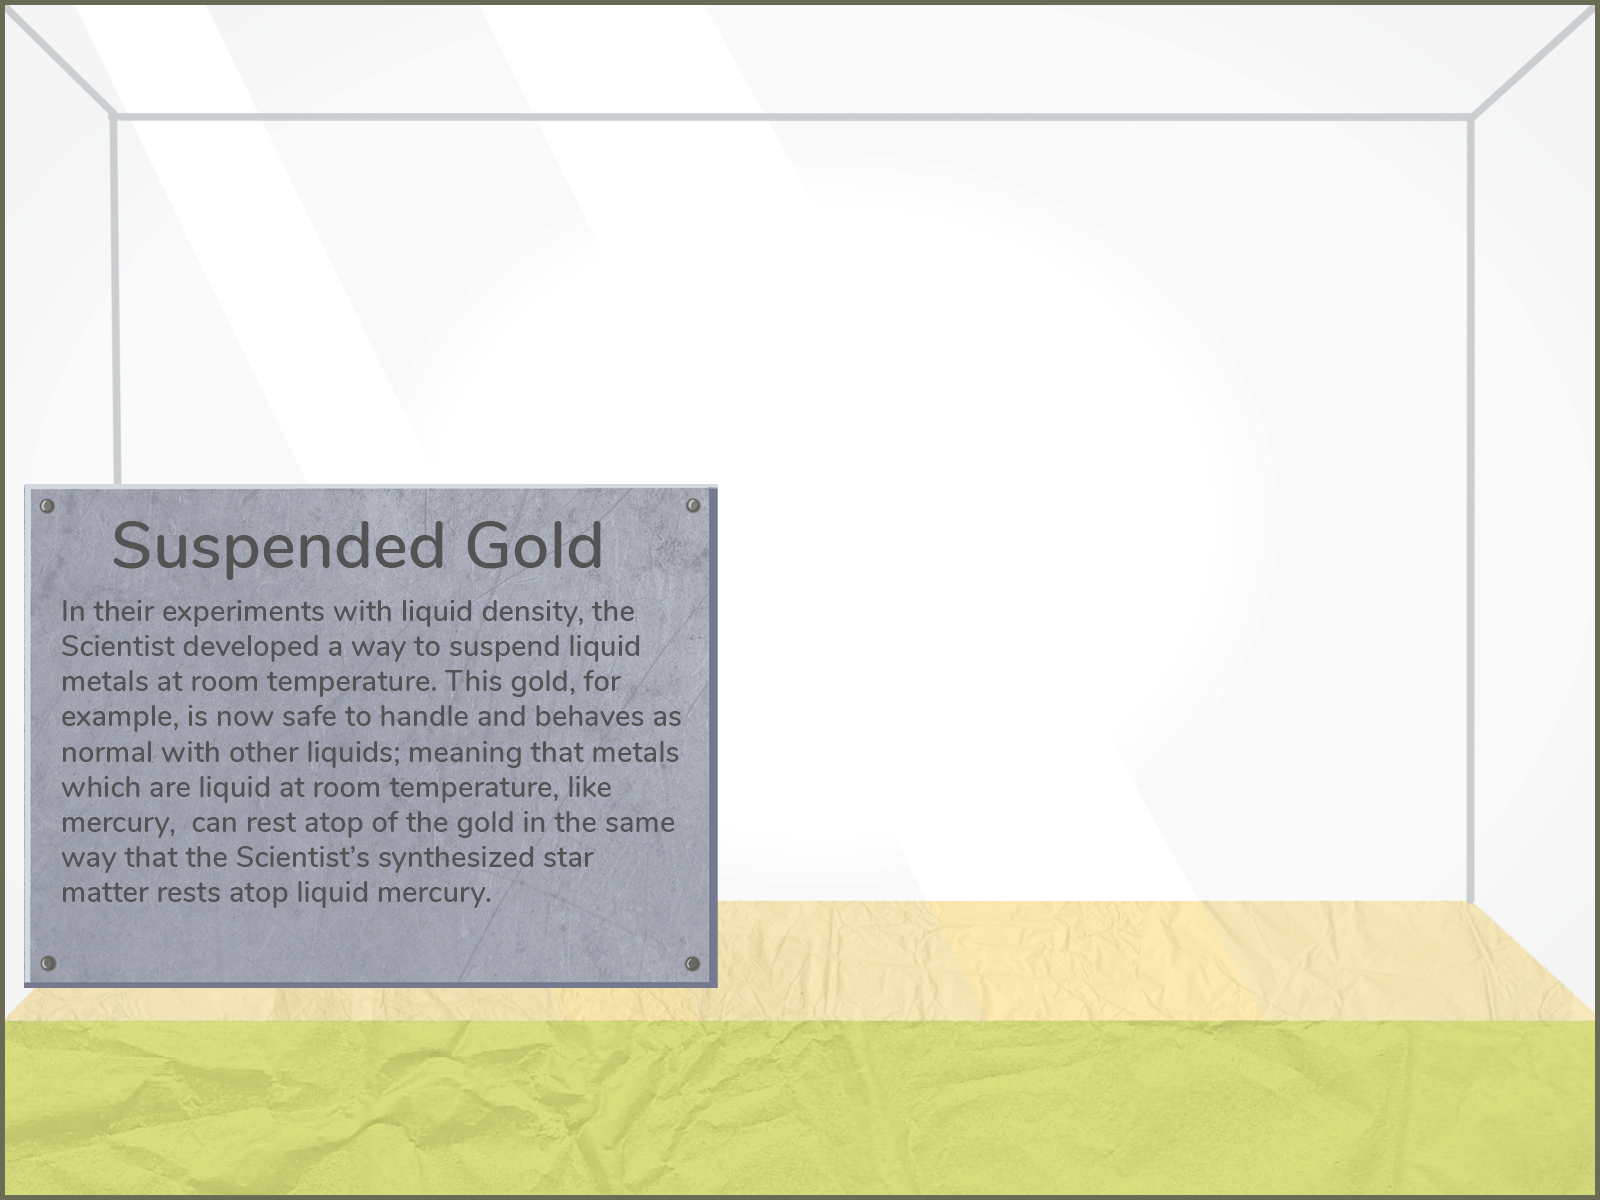 Suspended Gold
In their experiments with liquid density, the
Scientist developed a way to suspend liquid
metals at room temperature. This gold, for
example, is now safe to handle and behaves as
normal with other liquids; meaning that metals
which are liquid at room temperature, like
mercury,  can rest atop of the gold in the same
way that the Scientist’s synthesized star
matter rests atop liquid mercury.